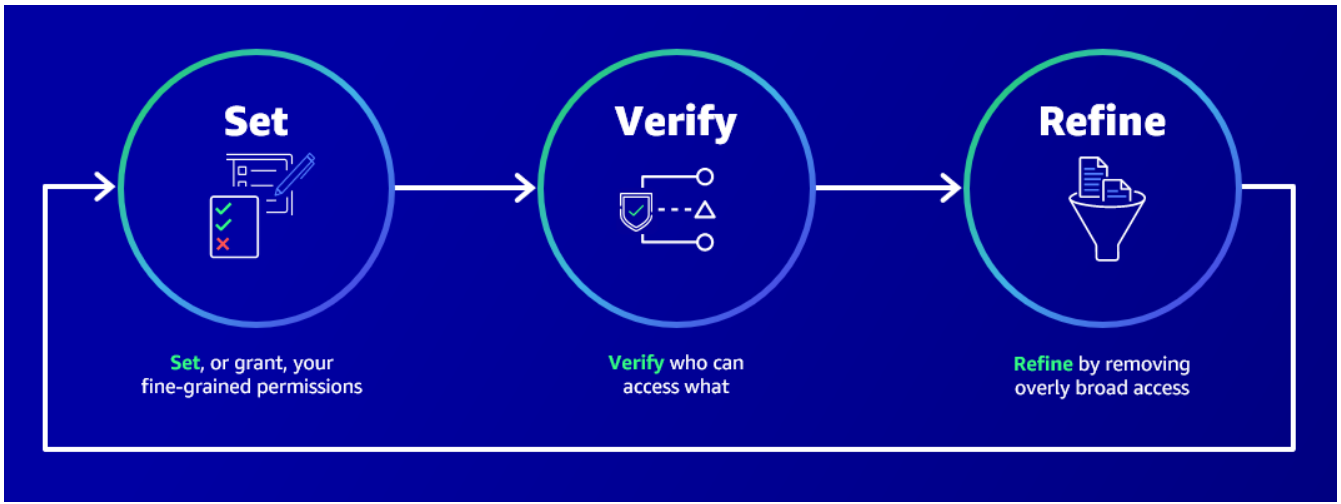 Set
Verify
Refine
Set, or grant, your
fine-grained permissions
Verify who can
access what
Refine by removing
overly broad access